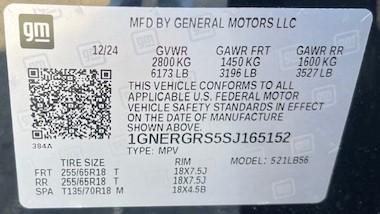 gm
MFD BY GENERAL MOTORS LLC
12/24 GVWR GAWR FRT GAWR RR
2800 KG 1450 KG 1600 KG
6173 LB 3196 LB 3527 LB
THIS VEHICLE CONFORMS TO ALL
APPLICABLE U.S. FEDERAL MOTOR
VEHICLE SAFETY STANDARDS IN EFFECT
ON THE DATE OF MANUFACTURE SHOWN ABOVE.
384A
1GNERGRS5SJ165152
TYPE: MPV MODEL: 521LB56
TIRE SIZE RIM
FRT 255/65R18 T 18X7.5J
RR 255/65R18 T 18X7.5J
SPA T135/70R18 M 18X4.5B